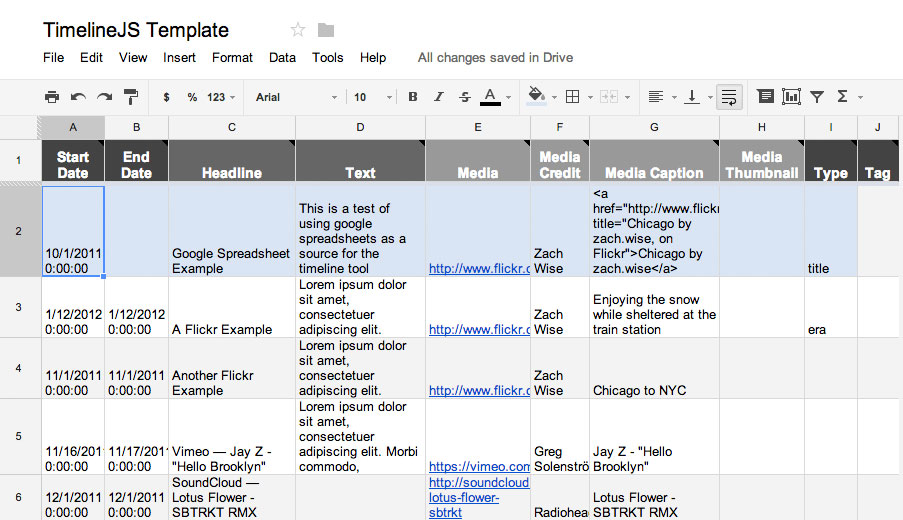 TimelineJS Template
File Edit View Insert Format Data Tools Help All changes saved in Drive
$ % 123 Arial 10 B I S A Σ
A B C D E F G H I J
1 Start Date End Date Headline Text Media Media Credit Media Caption Media Thumbnail Type Tag
2
10/1/2011
0:00:00
Google Spreadsheet
Example
This is a test of
using google
spreadsheets as a
source for the
timeline tool
http://www.flickr.c
Zach
Wise
<a
href="http://www.flick
title="Chicago by
zach.wise, on
Flickr">Chicago by
zach.wise</a>
title
3
1/12/2012
0:00:00
1/12/2012
0:00:00
A Flickr Example
Lorem ipsum dolor
sit amet,
consectetuer
adipiscing elit.
http://www.flickr.c
Zach
Wise
Enjoying the snow
while sheltered at the
train station
era
4
11/1/2011
0:00:00
11/1/2011
0:00:00
Another Flickr
Example
Lorem ipsum dolor
sit amet,
consectetuer
adipiscing elit.
http://www.flickr.c
Zach
Wise
Chicago to NYC
5
11/16/201
0:00:00
11/17/201
0:00:00
Vimeo — Jay Z -
"Hello Brooklyn"
Lorem ipsum dolor
sit amet,
consectetuer
adipiscing elit. Morbi
commodo,
https://vimeo.com
Greg
Solenströ
Jay Z - "Hello
Brooklyn"
6
12/1/2011
0:00:00
12/1/2011
0:00:00
SoundCloud —
Lotus Flower -
SBTRKT RMX
http://soundcloud
lotus-flower-
sbtrkt
Radiohea
Lotus Flower -
SBTRKT RMX